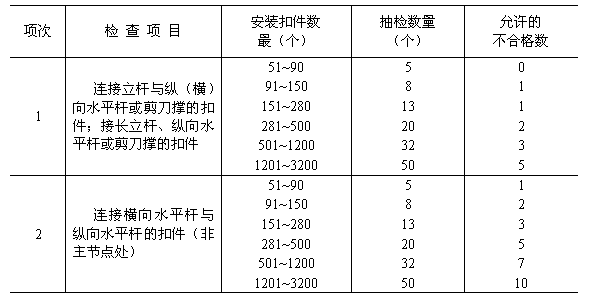 项次 检查项目 安装扣件数 抽检数量 允许的
最（个） （个） 不合格数
1 连接立杆与纵（横）
向水平杆或剪刀撑的扣
件；接长立杆、纵向水
平杆或剪刀撑的扣件
51~90 5 0
91~150 8 1
151~280 13 1
281~500 20 2
501~1200 32 3
1201~3200 50 5
2 连接横向水平杆与
纵向水平杆的扣件（非
主节点处）
51~90 5 1
91~150 8 2
151~280 13 3
281~500 20 5
501~1200 32 7
1201~3200 50 10